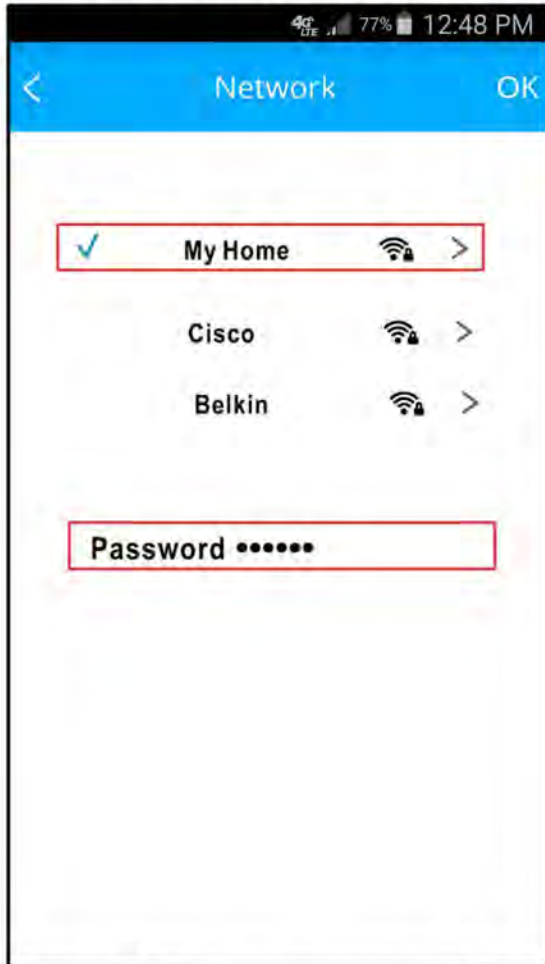 4G LTE 77% 12:48 PM
< Network OK
✓ My Home >
Cisco >
Belkin >
Password ••••••